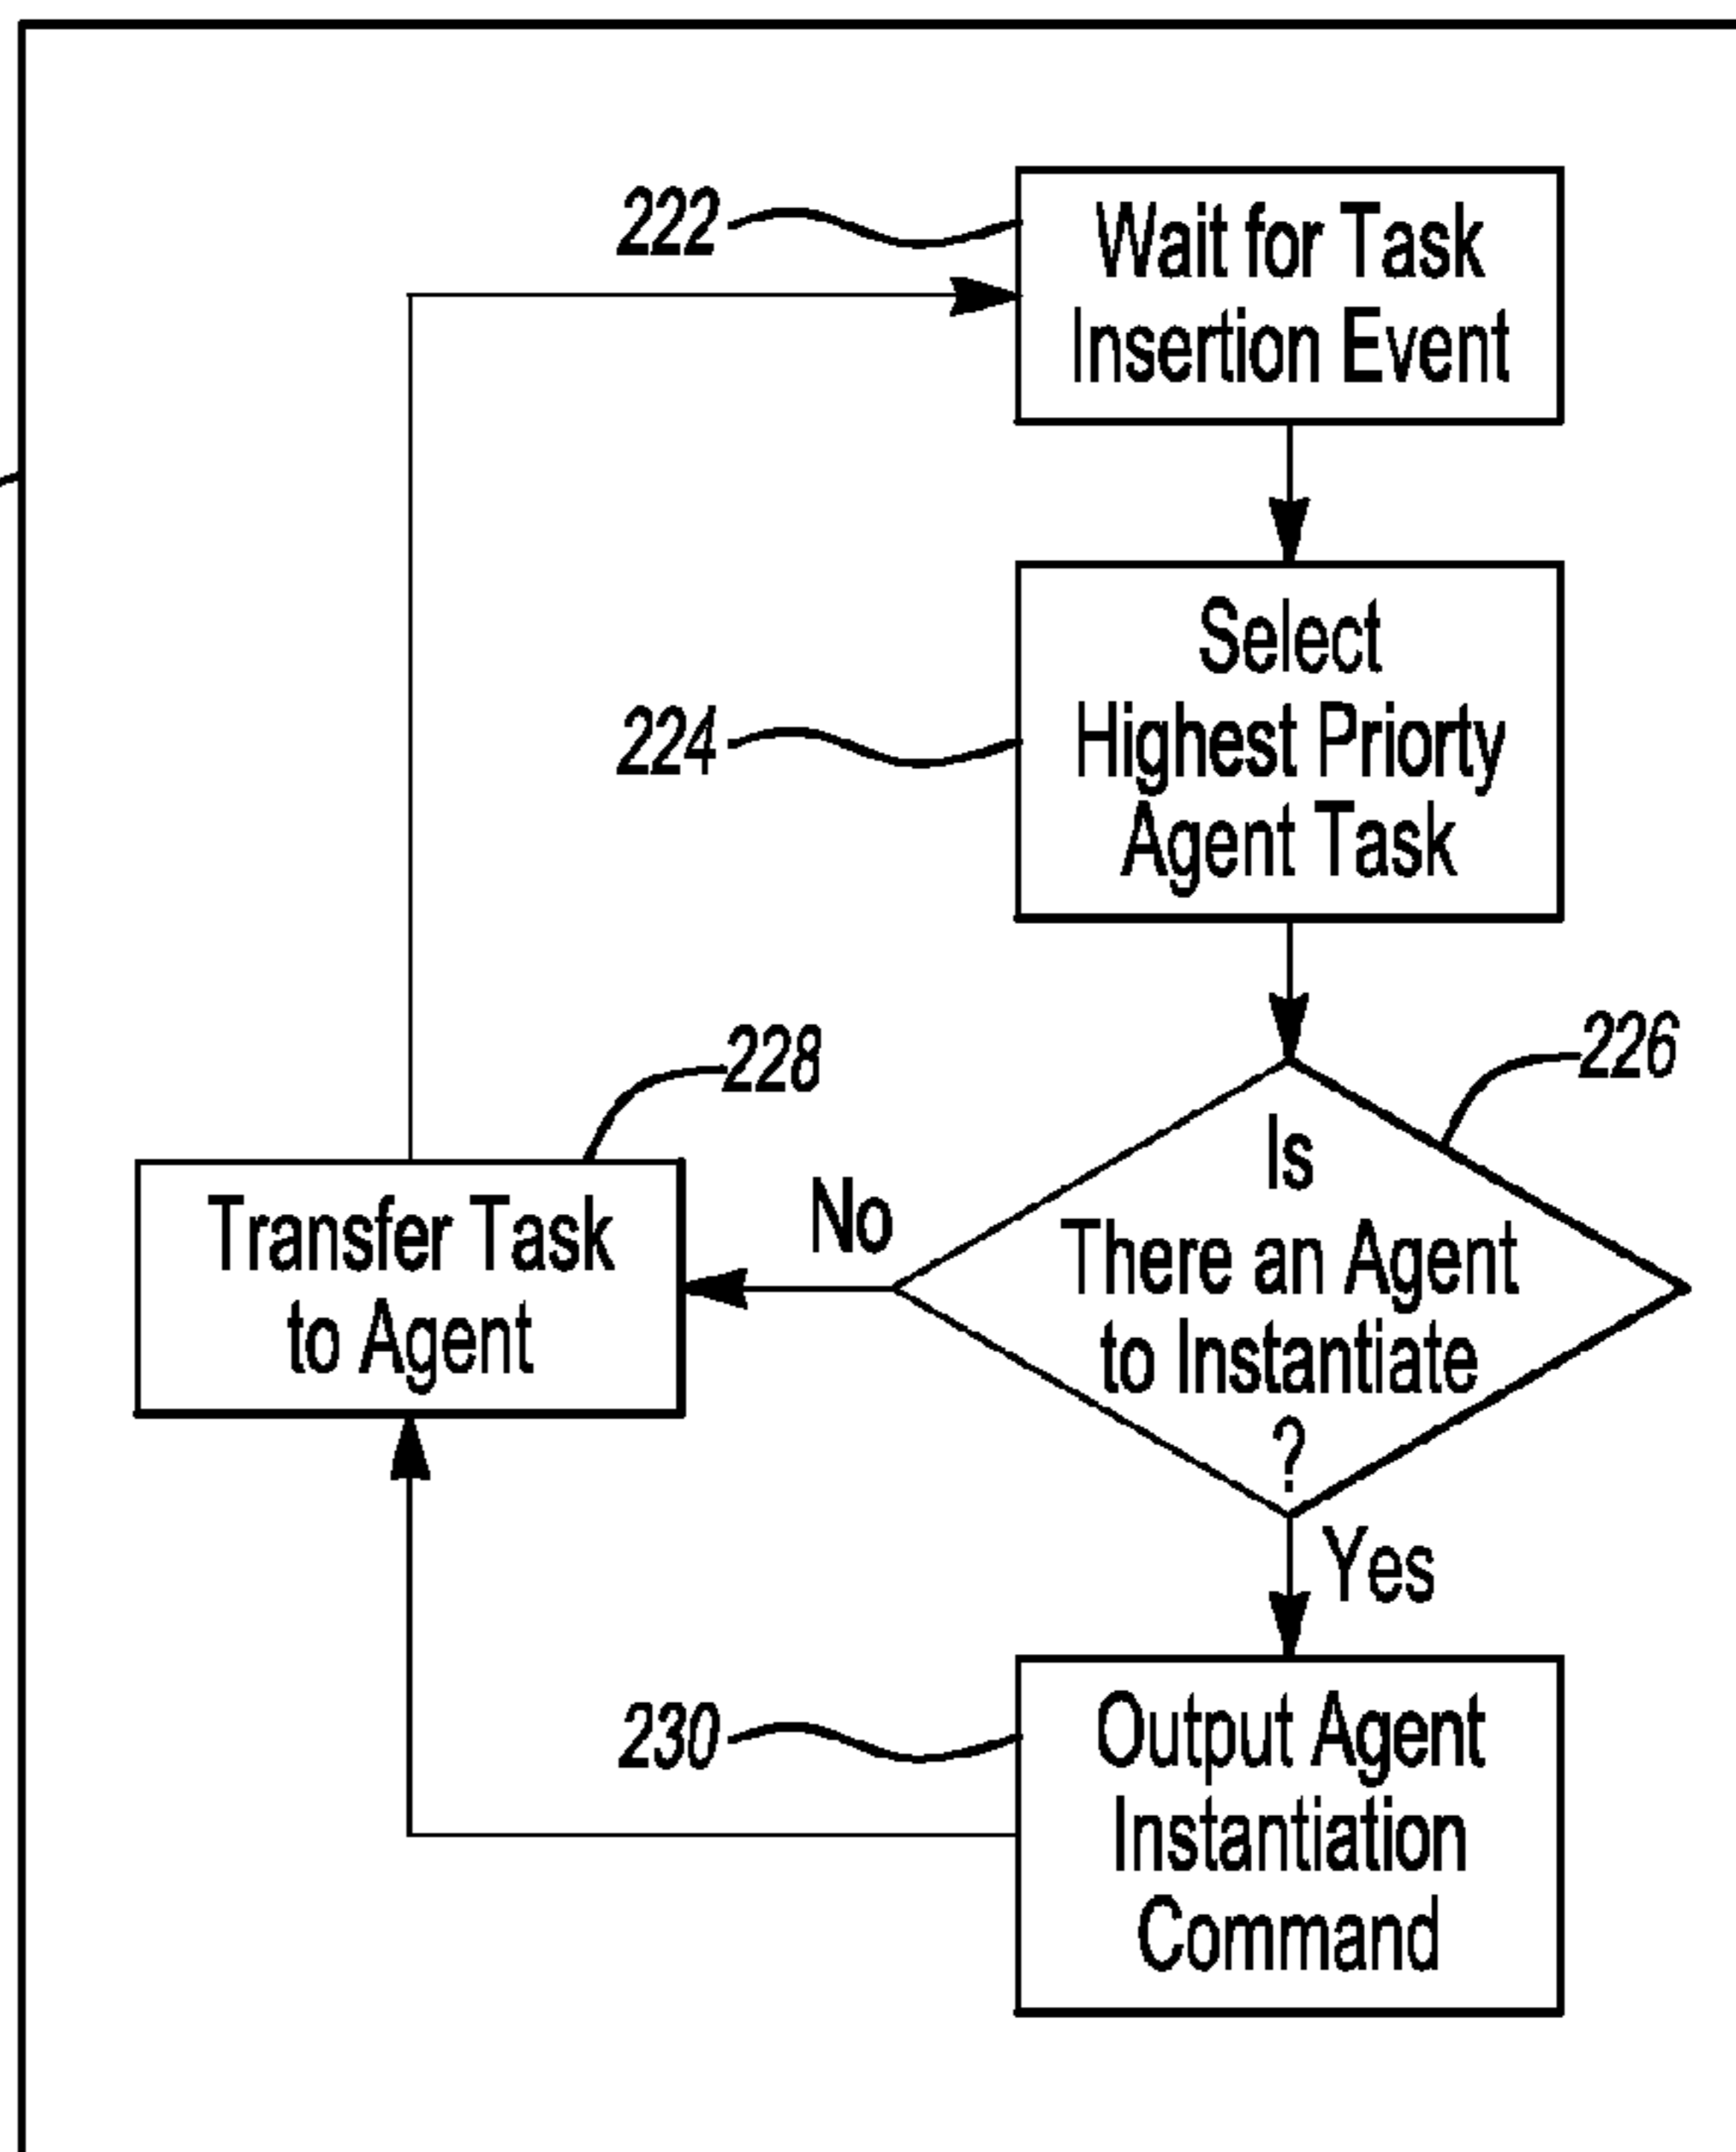 222
Wait for Task
Insertion Event
224
Select
Highest Priorty
Agent Task
226
Is
There an Agent
to Instantiate
?
No
228
Transfer Task
to Agent
Yes
230
Output Agent
Instantiation
Command